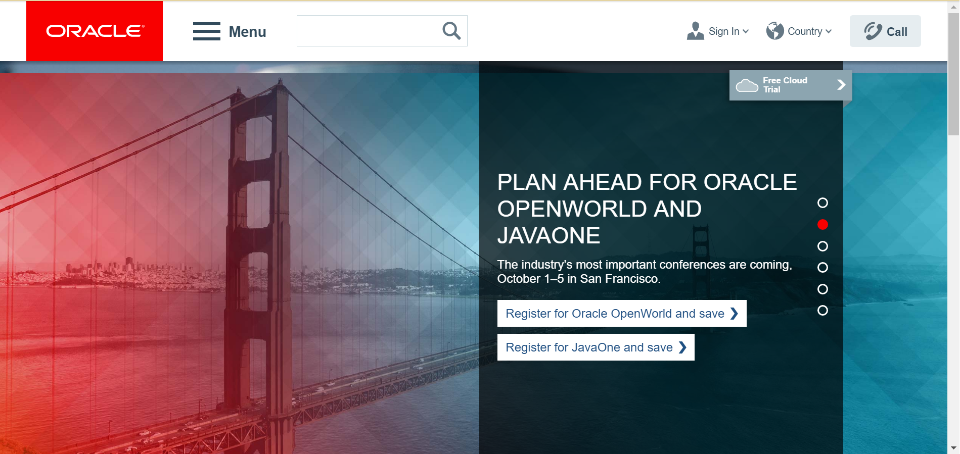 ORACLE®
Menu
Sign In
Country
Call
Free Cloud
Trial
PLAN AHEAD FOR ORACLE
OPENWORLD AND
JAVAONE
The industry's most important conferences are coming,
October 1–5 in San Francisco.
Register for Oracle OpenWorld and save
Register for JavaOne and save